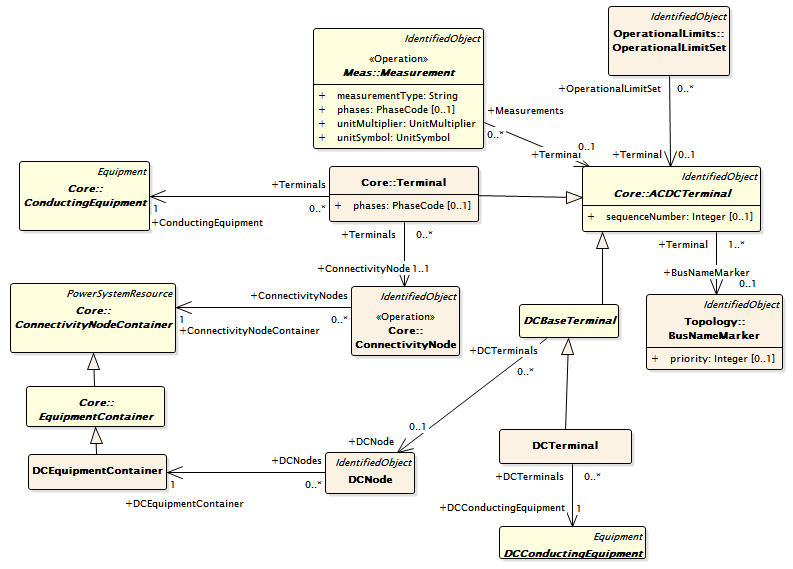 IdentifiedObject
OperationalLimits::
OperationalLimitSet
IdentifiedObject
«Operation»
Meas::Measurement
+ measurementType: String
+ phases: PhaseCode [0..1]
+ unitMultiplier: UnitMultiplier
+ unitSymbol: UnitSymbol
+OperationalLimitSet 0..*
+Measurements
0..*
0..1
+Terminal
+Terminal 0..1
Equipment
Core::
ConductingEquipment
+Terminals
0..*
1
+ConductingEquipment
Core::Terminal
+ phases: PhaseCode [0..1]
IdentifiedObject
Core::ACDCTerminal
+ sequenceNumber: Integer [0..1]
+Terminals 0..*
+ConnectivityNode 1..1
+Terminal 1..*
+BusNameMarker
0..1
PowerSystemResource
Core::
ConnectivityNodeContainer
+ConnectivityNodes
0..*
1
+ConnectivityNodeContainer
IdentifiedObject
«Operation»
Core::
ConnectivityNode
DCBaseTerminal
IdentifiedObject
Topology::
BusNameMarker
+ priority: Integer [0..1]
+DCTerminals
0..*
Core::
EquipmentContainer
0..1
+DCNode
DCTerminal
DCEquipmentContainer
+DCNodes
0..*
1
+DCEquipmentContainer
IdentifiedObject
DCNode
+DCTerminals 0..*
+DCConductingEquipment 1
Equipment
DCConductingEquipment